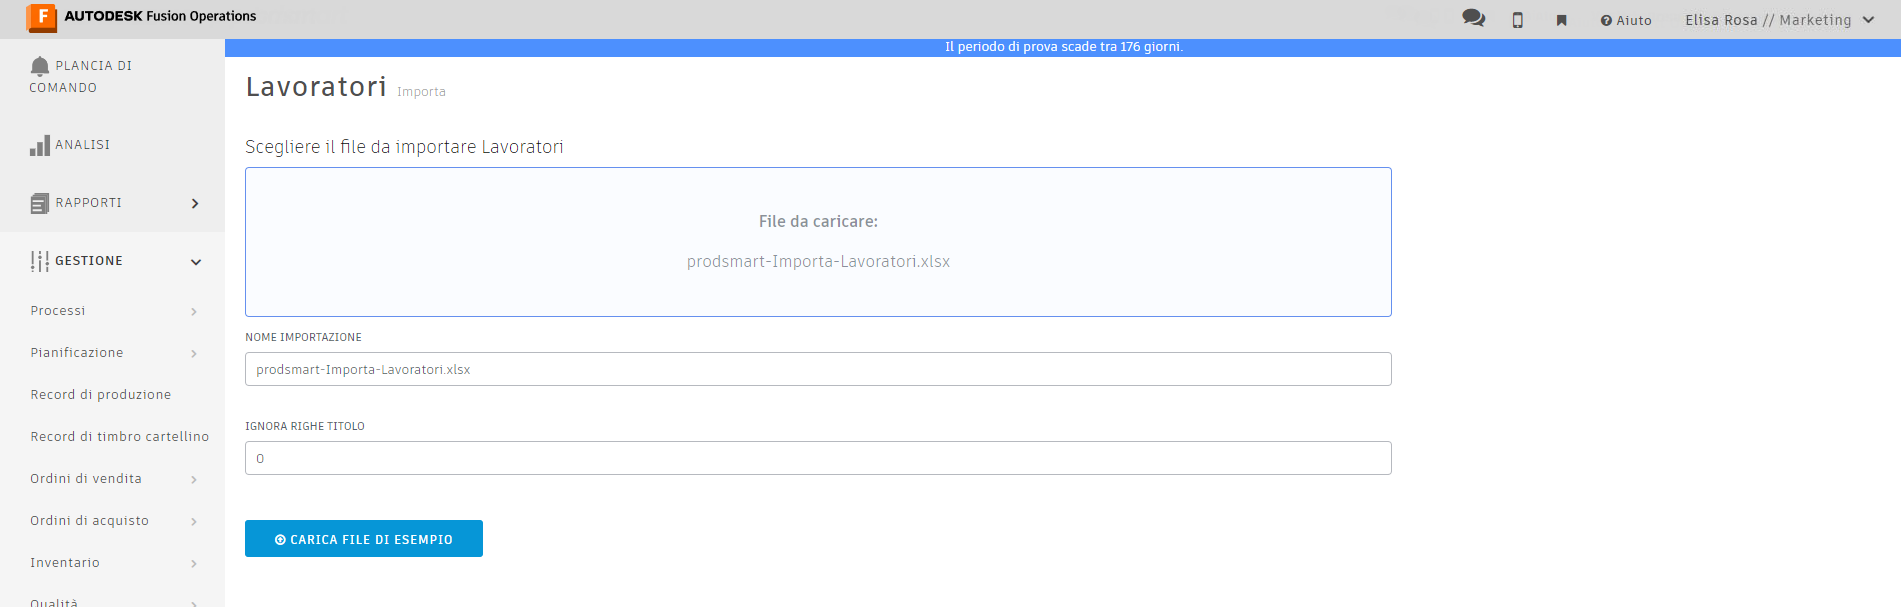 AUTODESK Fusion Operations
Aiuto
Elisa Rosa // Marketing
Il periodo di prova scade tra 176 giorni.
PLANCIA DI
COMANDO
ANALISI
RAPPORTI
GESTIONE
Processi
Pianificazione
Record di produzione
Record di timbro cartellino
Ordini di vendita
Ordini di acquisto
Inventario
Qualità
Lavoratori Importa
Scegliere il file da importare Lavoratori
File da caricare:
prodsmart-Importa-Lavoratori.xlsx
NOME IMPORTAZIONE
prodsmart-Importa-Lavoratori.xlsx
IGNORA RIGHE TITOLO
0
CARICA FILE DI ESEMPIO